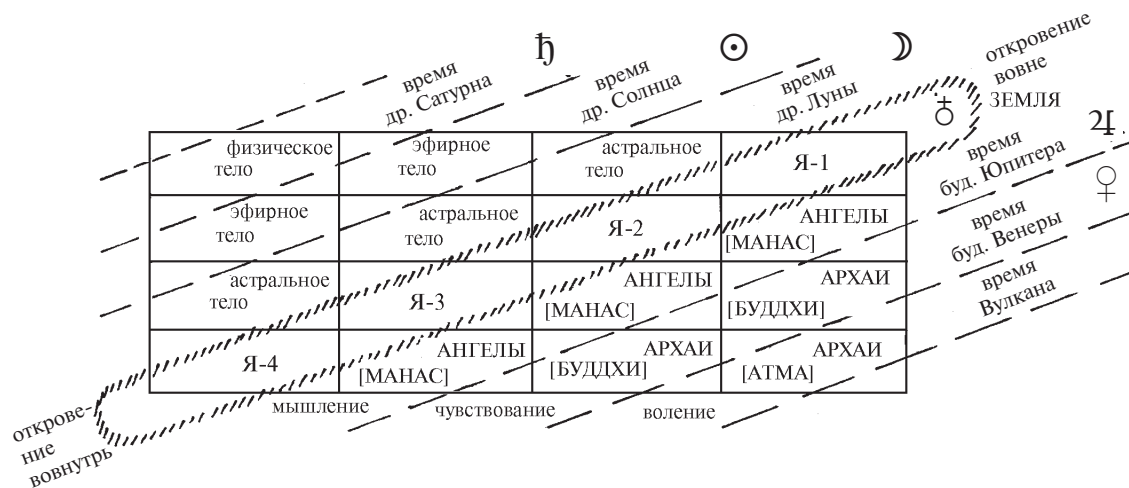 ♄
☉
☽
откровение
вовне
ЗЕМЛЯ
время
др. Сатурна
время
др. Солнца
время
др. Луны
♁
♃
♀
физическое
тело
эфирное
тело
астральное
тело
Я-1
эфирное
тело
астральное
тело
Я-2
АНГЕЛЫ
[МАНАС]
астральное
тело
Я-3
АНГЕЛЫ
[МАНАС]
АРХАИ
[БУДДХИ]
Я-4
АНГЕЛЫ
[МАНАС]
АРХАИ
[БУДДХИ]
АРХАИ
[АТМА]
время
буд. Юпитера
время
буд. Венеры
время
Вулкана
мышление
чувствование
воление
открове-
ние
вовнутрь